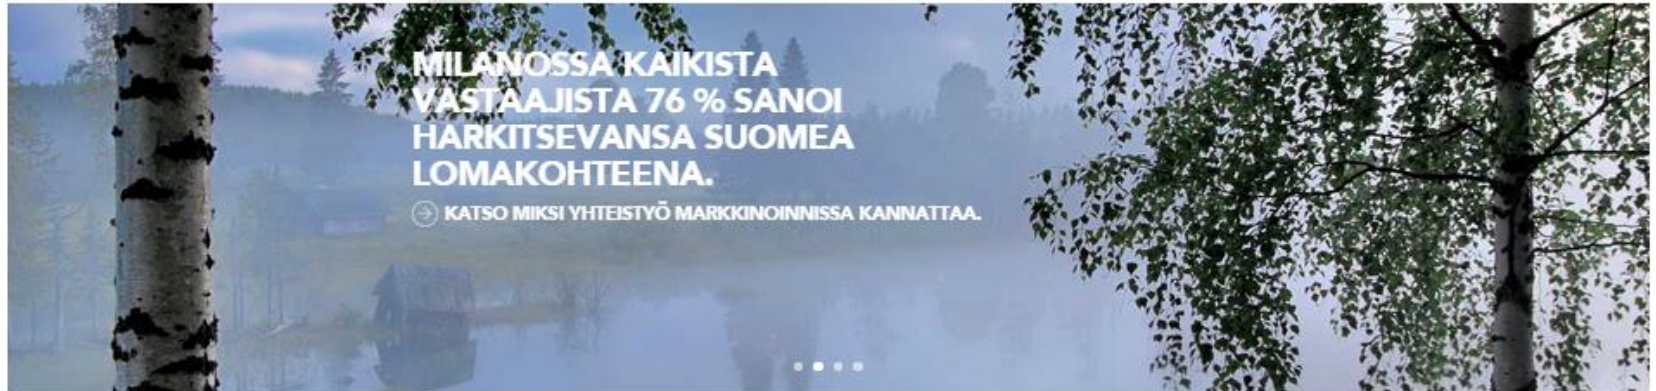 MILANOSSA KAIKISTA
VASTAAJISTA 76 % SANOI
HARKITSEVANSA SUOMEA
LOMAKOHTEENA.
KATSO MIKSI YHTEISTYÖ MARKKINOINNISSA KANNATTAA.